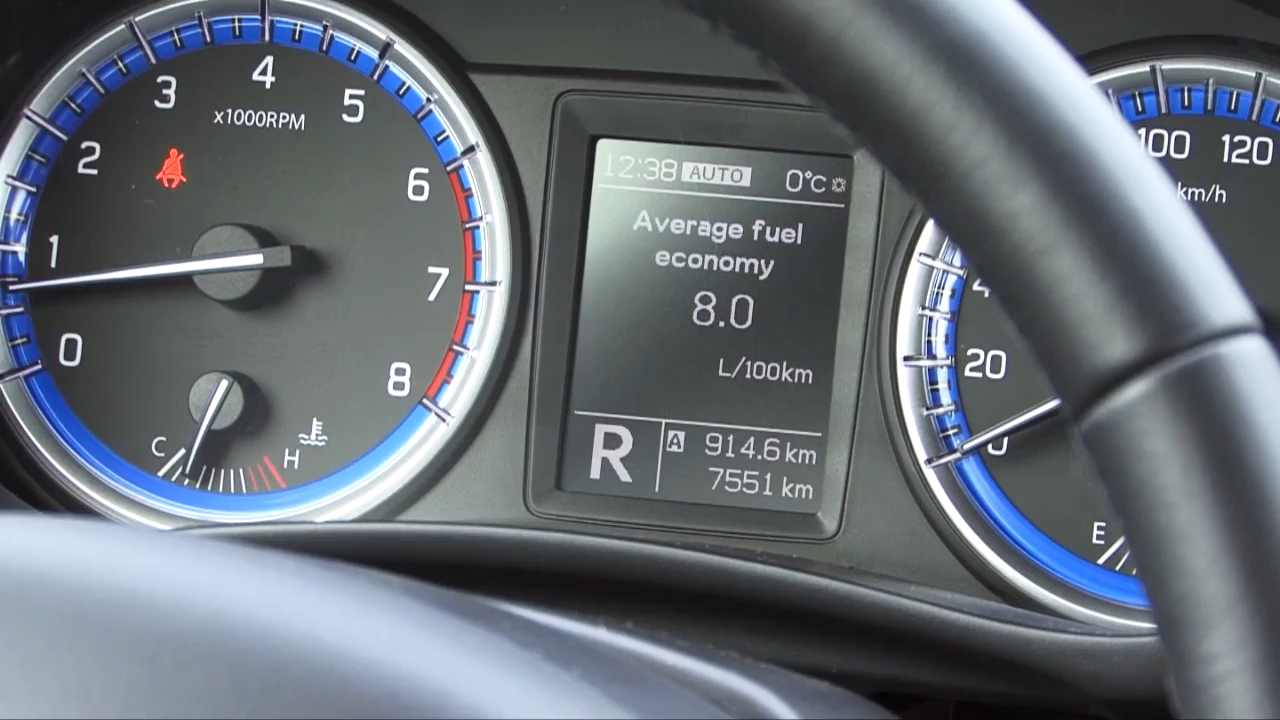 0
1
2
3
4
5
6
7
8
x1000RPM
C
H
12:38 AUTO 0°C
Average fuel
economy
8.0
L/100km
R
A 914.6 km
7551 km
20
100
120
km/h
E